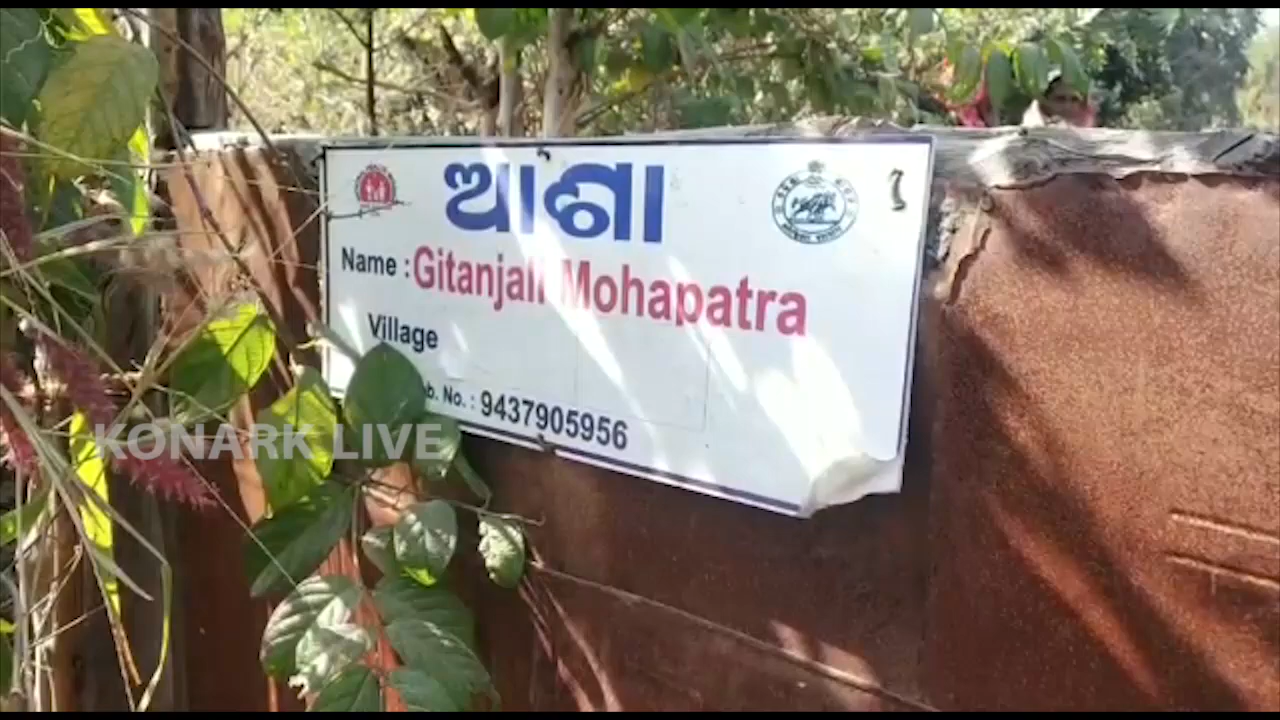 ଆଶା
Name : Gitanjali Mohapatra
Village
b. No. : 9437905956
KONARK LIVE